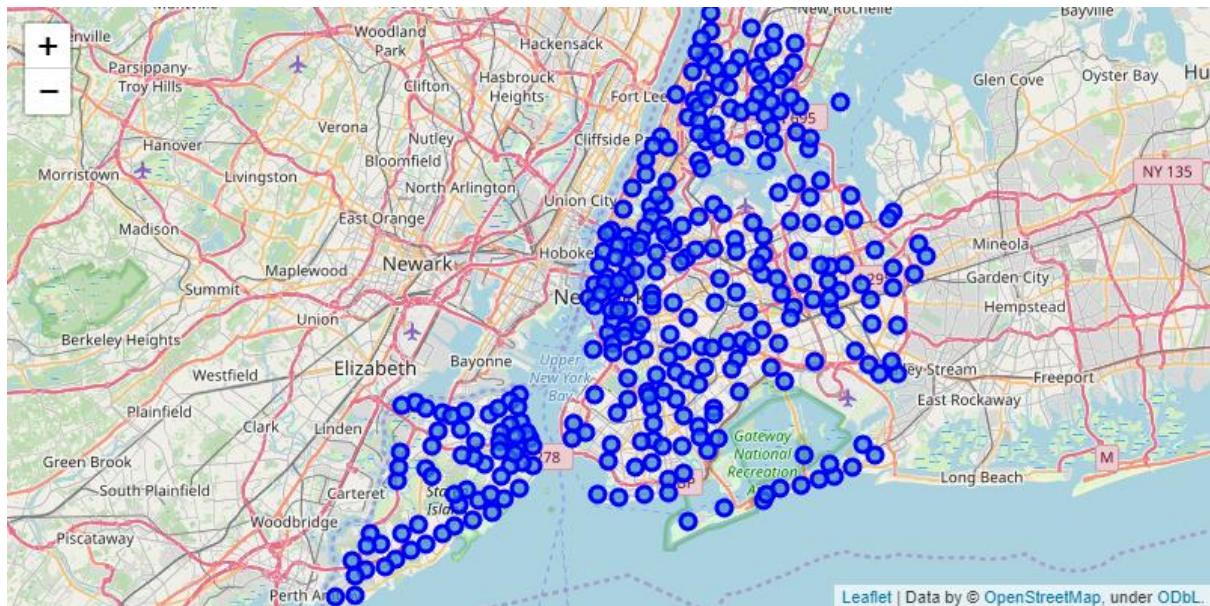 +
−
New Rochelle
Bayville
Woodland
Park
Hackensack
Glen Cove
Oyster Bay
Parsippany-
Troy Hills
Clifton
Hasbrouck
Heights
Fort Lee
Verona
Nutley
Cliffside
Hanover
Bloomfield
Morristown
Livingston
North Arlington
NY 135
Union City
East Orange
Madison
Mineola
Newark
Maplewood
Garden City
Summit
Hempstead
Union
Berkeley Heights
Upper
New York
Bay
Bayonne
Westfield
Elizabeth
Freeport
East Rockaway
Plainfield
Linden
Clark
Gateway
National
Recreation
Green Brook
278
M
Long Beach
South Plainfield
Carteret
Woodbridge
Piscataway
Perth
Leaflet | Data by © OpenStreetMap, under ODbL.